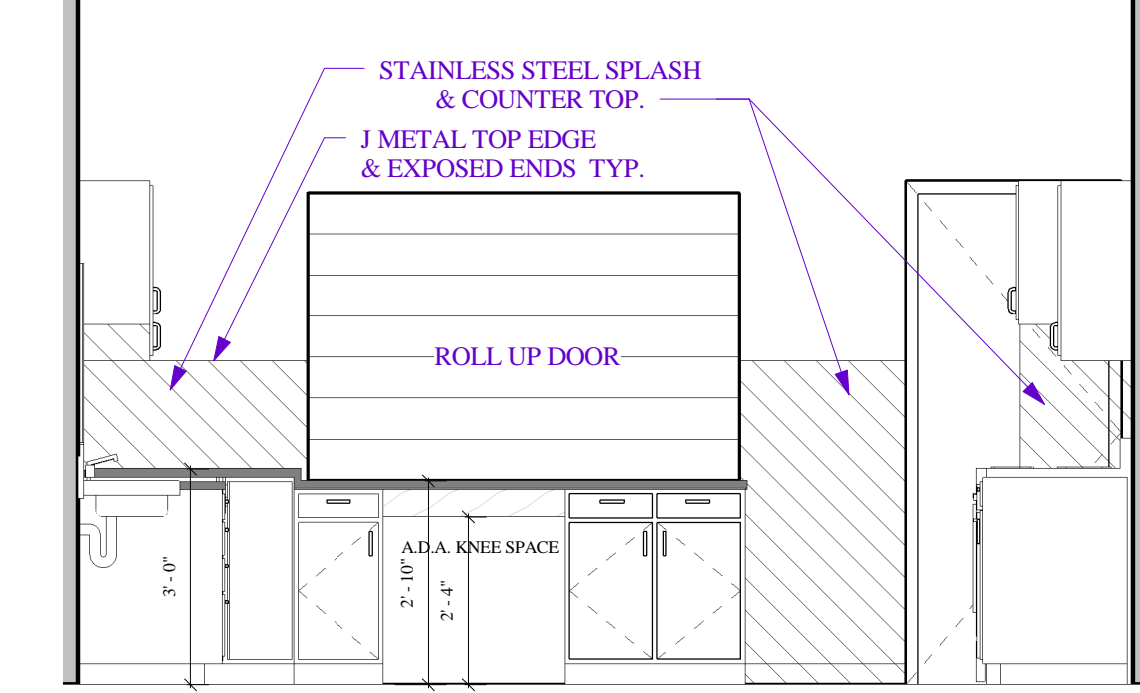 STAINLESS STEEL SPLASH
& COUNTER TOP.
J METAL TOP EDGE
& EXPOSED ENDS TYP.
ROLL UP DOOR
A.D.A. KNEE SPACE
3' - 0"
2' - 10"
2' - 4"